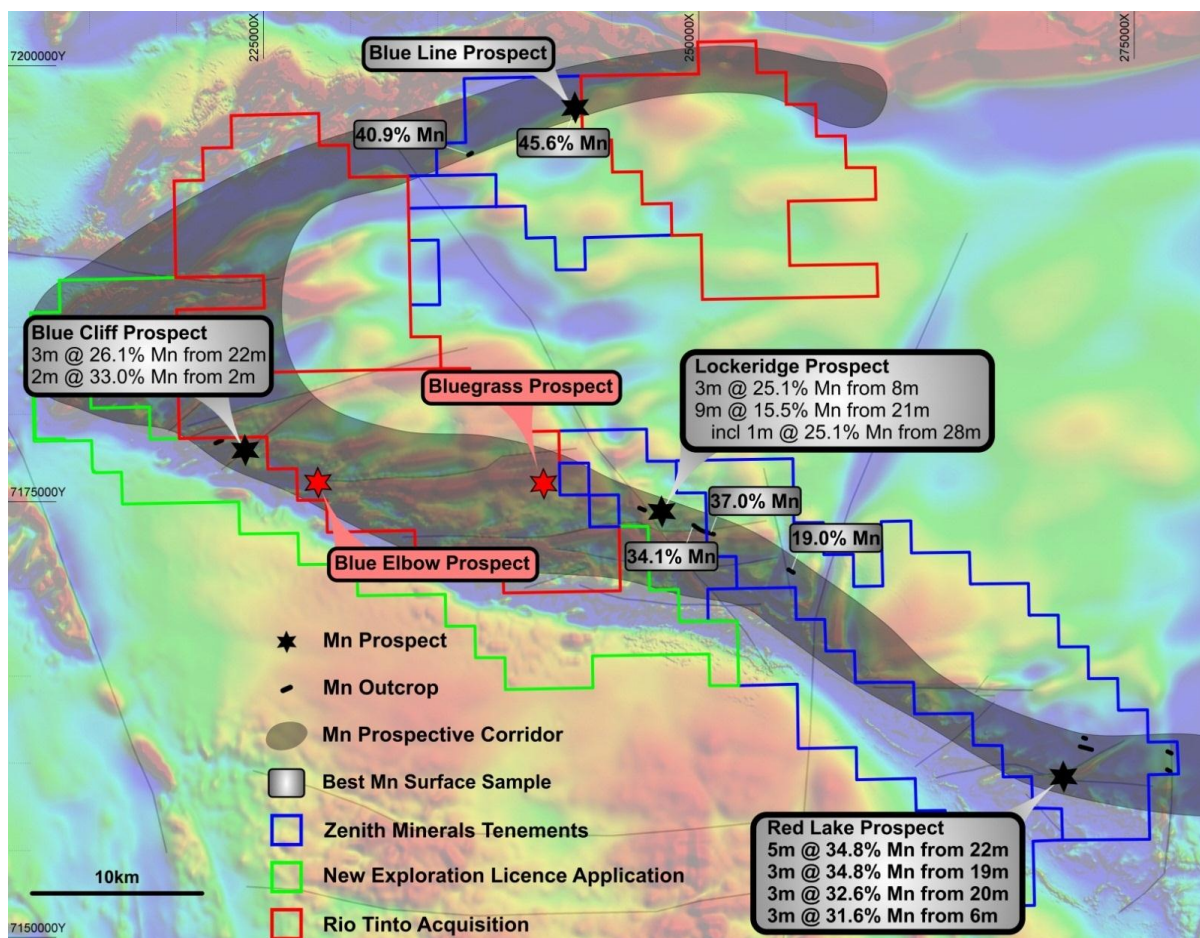 225000X
250000X
275000X
7200000Y
Blue Line Prospect
40.9% Mn
45.6% Mn
Blue Cliff Prospect
3m @ 26.1% Mn from 22m
2m @ 33.0% Mn from 2m
Bluegrass Prospect
Lockeridge Prospect
3m @ 25.1% Mn from 8m
9m @ 15.5% Mn from 21m
incl 1m @ 25.1% Mn from 28m
7175000Y
37.0% Mn
19.0% Mn
34.1% Mn
Blue Elbow Prospect
Mn Prospect
Mn Outcrop
Mn Prospective Corridor
Best Mn Surface Sample
Zenith Minerals Tenements
New Exploration Licence Application
Rio Tinto Acquisition
10km
Red Lake Prospect
5m @ 34.8% Mn from 22m
3m @ 34.8% Mn from 19m
3m @ 32.6% Mn from 20m
3m @ 31.6% Mn from 6m
7150000Y